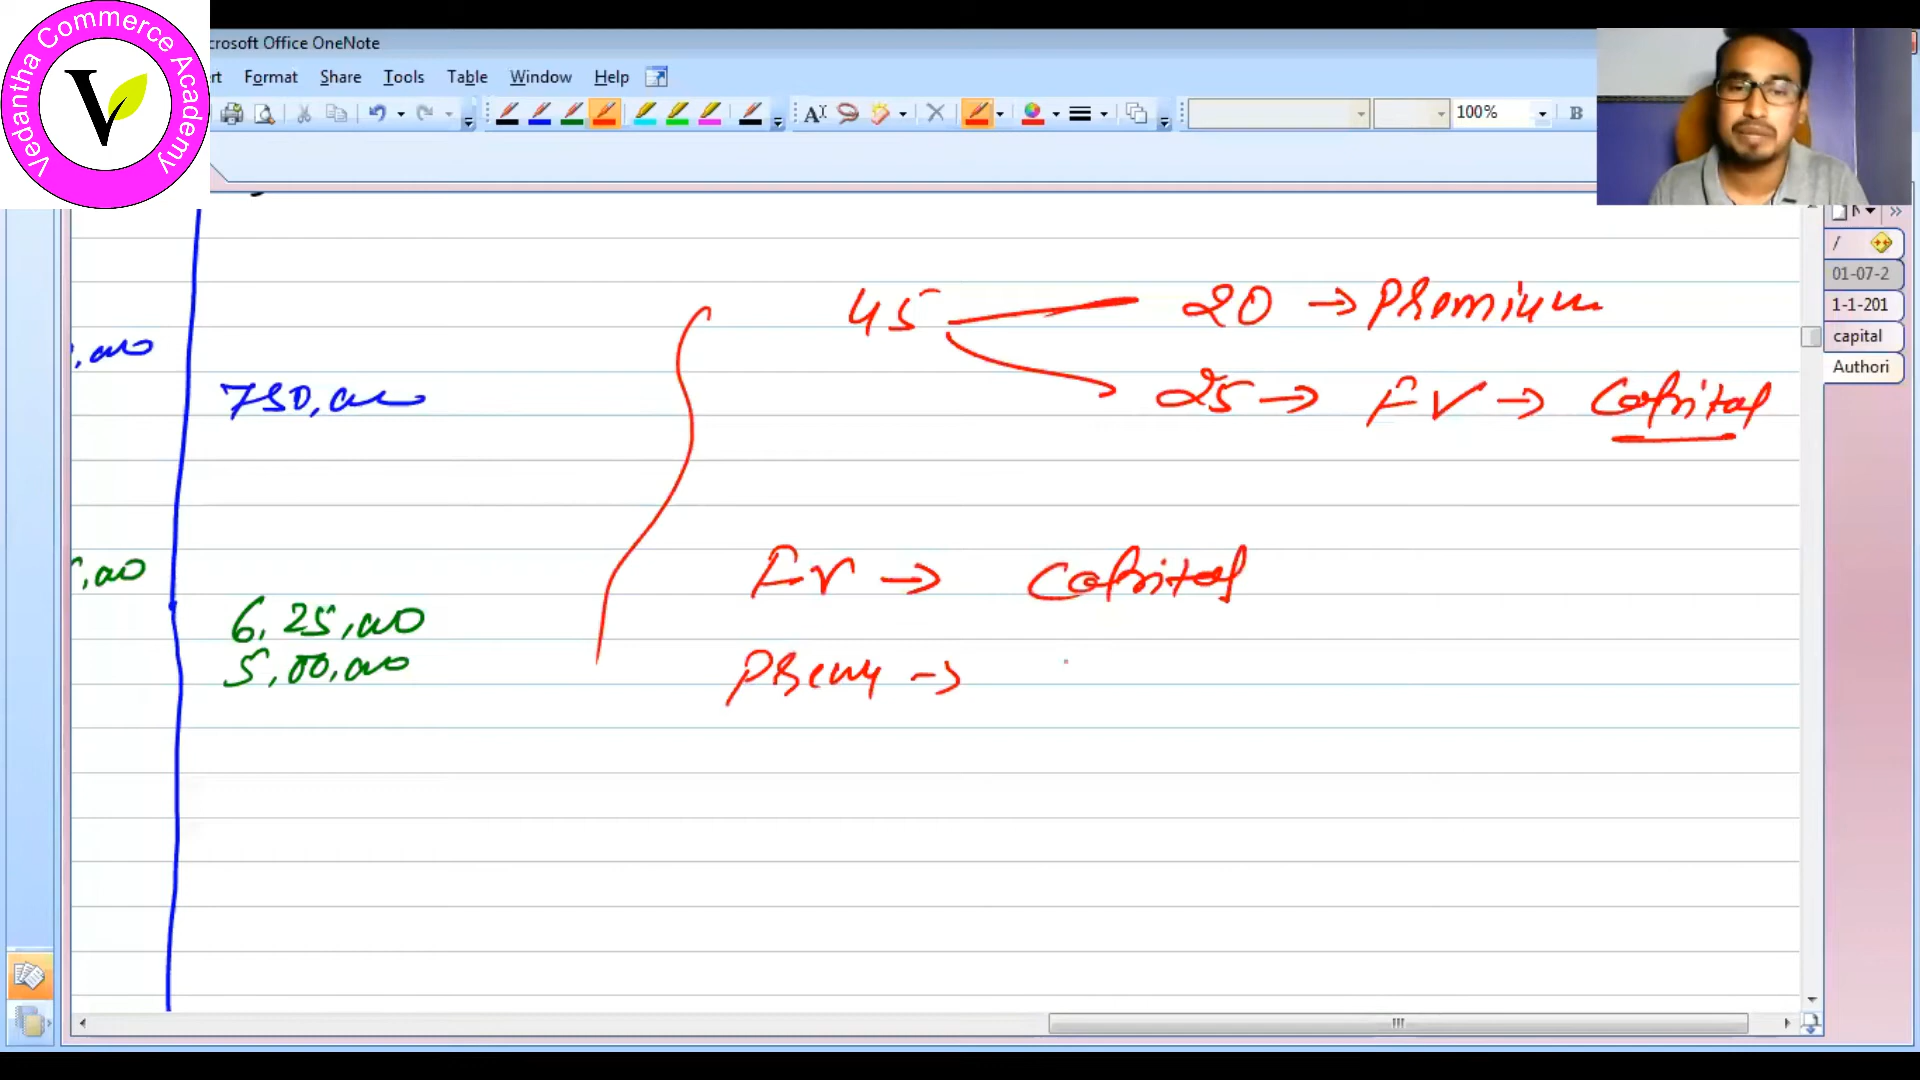 Vedantha Commerce Academy
V
crosoft Office OneNote
rt Format Share Tools Table Window Help
100% B
N
/
01-07-2
1-1-201
capital
Authori
45 20 → Premium
,000
750,000
25 → FV → Capital
FV → Capital
,000
6,25,000
5,00,000
→